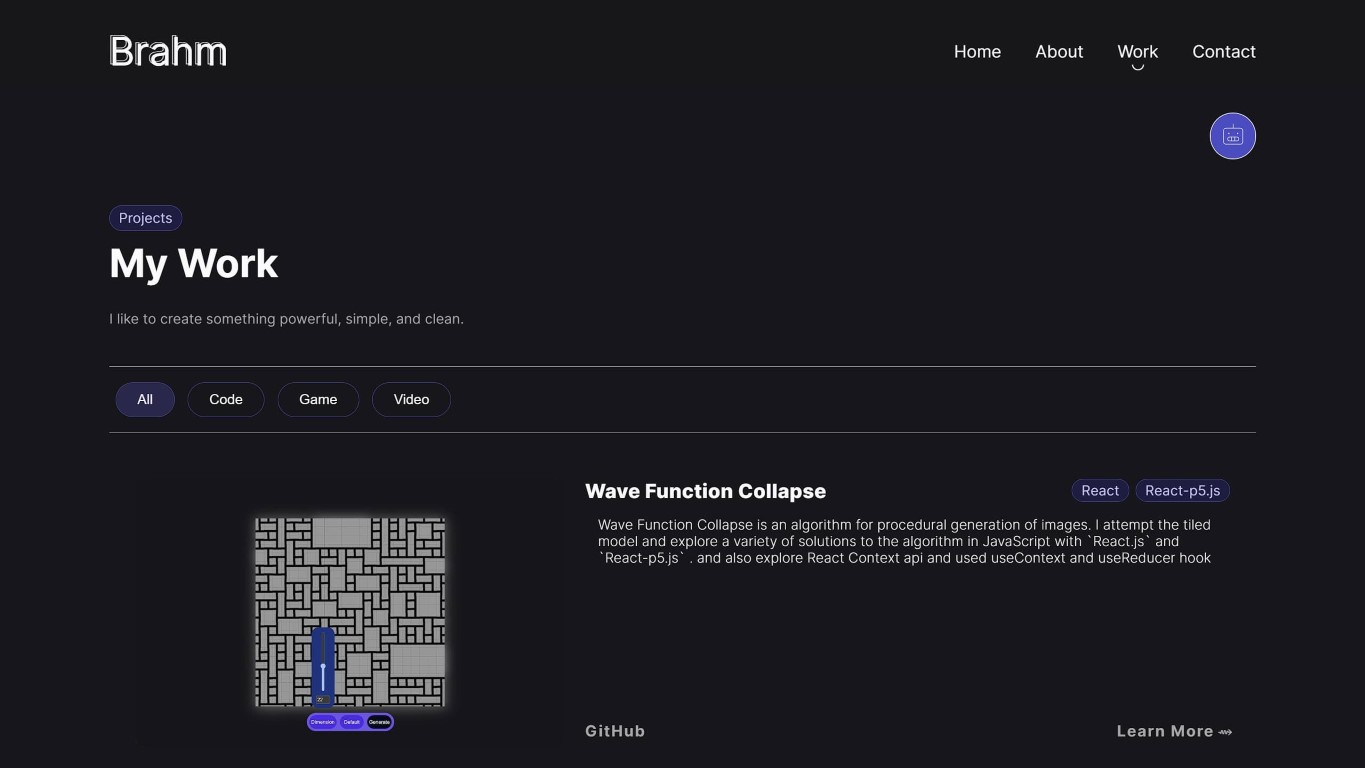 Brahm
Home About Work Contact
Projects
My Work
I like to create something powerful, simple, and clean.
All Code Game Video
Wave Function Collapse
React React-p5.js
Wave Function Collapse is an algorithm for procedural generation of images. I attempt the tiled
model and explore a variety of solutions to the algorithm in JavaScript with `React.js` and
`React-p5.js` . and also explore React Context api and used useContext and useReducer hook
Dimension Default Generate
GitHub Learn More